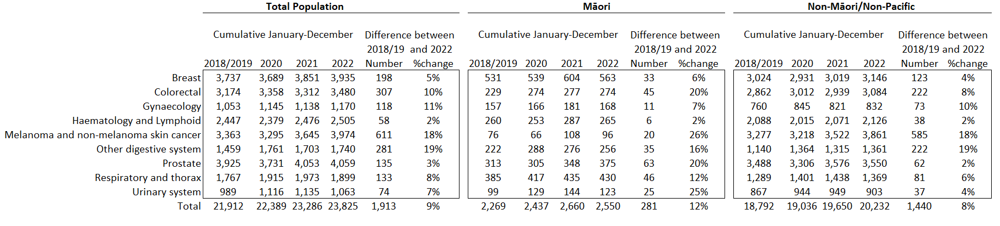 Total Population Māori Non-Māori/Non-Pacific
Cumulative January-December Difference between Cumulative January-December Difference between Cumulative January-December Difference between
2018/19 and 2022 2018/19 and 2022 2018/19 and 2022
2018/2019 2020 2021 2022 Number %change 2018/2019 2020 2021 2022 Number %change 2018/2019 2020 2021 2022 Number %change
Breast 3,737 3,689 3,851 3,935 198 5% 531 539 604 563 33 6% 3,024 2,931 3,019 3,146 123 4%
Colorectal 3,174 3,358 3,312 3,480 307 10% 229 274 277 274 45 20% 2,862 3,012 2,939 3,084 222 8%
Gynaecology 1,053 1,145 1,138 1,170 118 11% 157 166 181 168 11 7% 760 845 821 832 73 10%
Haematology and Lymphoid 2,447 2,379 2,476 2,505 58 2% 260 253 287 265 6 2% 2,088 2,015 2,071 2,126 38 2%
Melanoma and non-melanoma skin cancer 3,363 3,295 3,645 3,974 611 18% 76 66 108 96 20 26% 3,277 3,218 3,522 3,861 585 18%
Other digestive system 1,459 1,761 1,703 1,740 281 19% 222 288 276 256 35 16% 1,140 1,364 1,315 1,361 222 19%
Prostate 3,925 3,731 4,053 4,059 135 3% 313 305 348 375 63 20% 3,488 3,306 3,576 3,550 62 2%
Respiratory and thorax 1,767 1,915 1,973 1,899 133 8% 385 417 435 430 46 12% 1,289 1,401 1,438 1,369 81 6%
Urinary system 989 1,116 1,135 1,063 74 7% 99 129 144 123 25 25% 867 944 949 903 37 4%
Total 21,912 22,389 23,286 23,825 1,913 9% 2,269 2,437 2,660 2,550 281 12% 18,792 19,036 19,650 20,232 1,440 8%